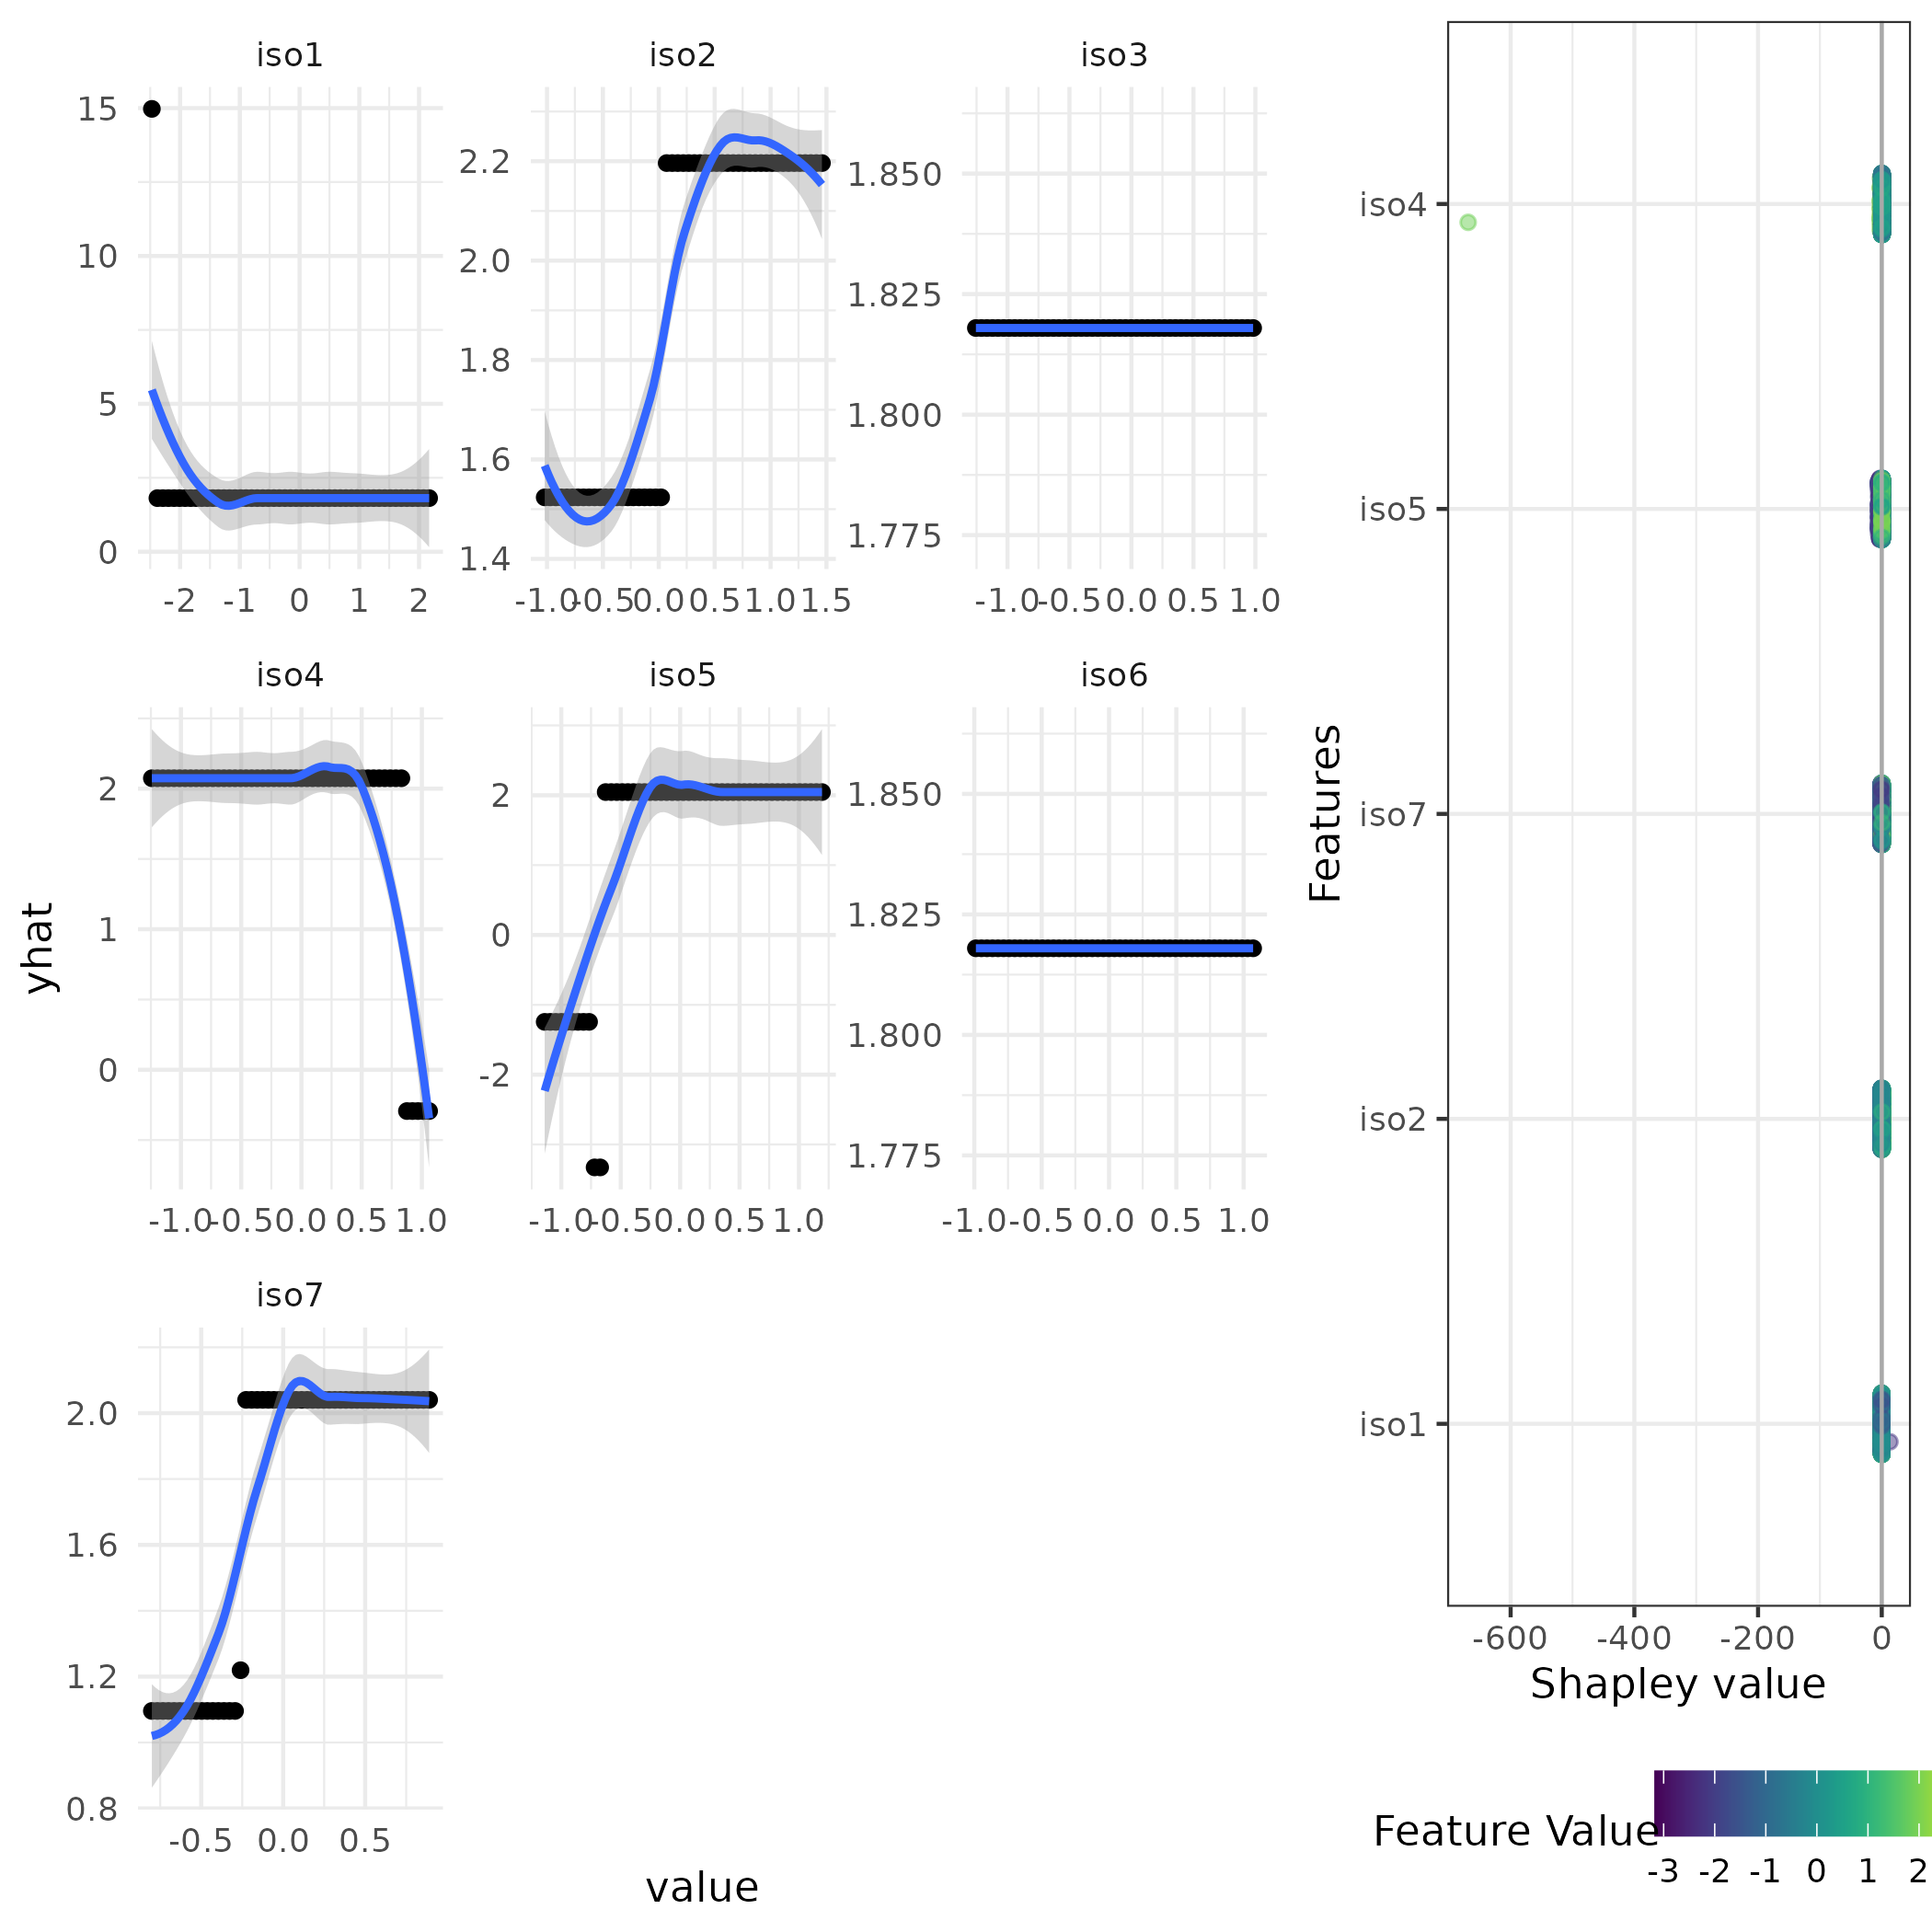 iso1
iso2
iso3
15
10
5
0
-2 -1 0 1 2
2.2
2.0
1.8
1.6
1.4
-1.0 -0.5 0.0 0.5 1.0 1.5
1.850
1.825
1.800
1.775
-1.0 -0.5 0.0 0.5 1.0
iso4
iso5
iso6
yhat
2
1
0
-1.0 -0.5 0.0 0.5 1.0
2
0
-2
-1.0 -0.5 0.0 0.5 1.0
1.850
1.825
1.800
1.775
-1.0 -0.5 0.0 0.5 1.0
iso7
2.0
1.6
1.2
0.8
-0.5 0.0 0.5
value
Features
iso4
iso5
iso7
iso2
iso1
-600 -400 -200 0
Shapley value
Feature Value
-3 -2 -1 0 1 2